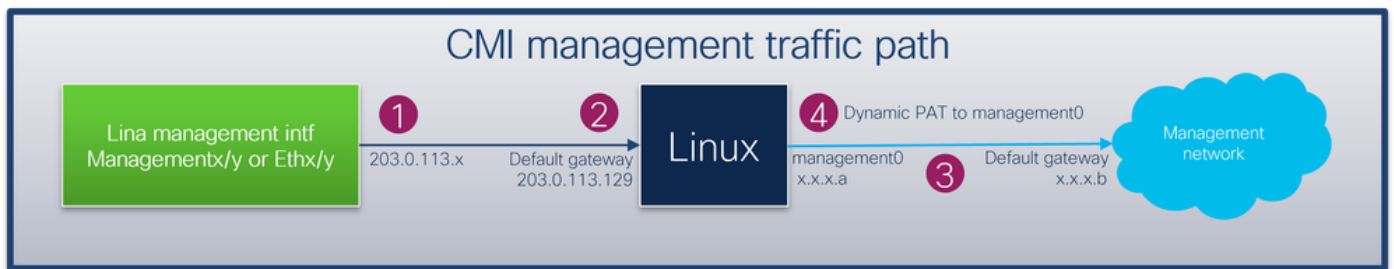 CMI management traffic path
Lina management intf
Managementx/y or Ethx/y
1
203.0.113.x
2
Default gateway
203.0.113.129
Linux
4
Dynamic PAT to management0
management0
x.x.x.a
3
Default gateway
x.x.x.b
Management
network